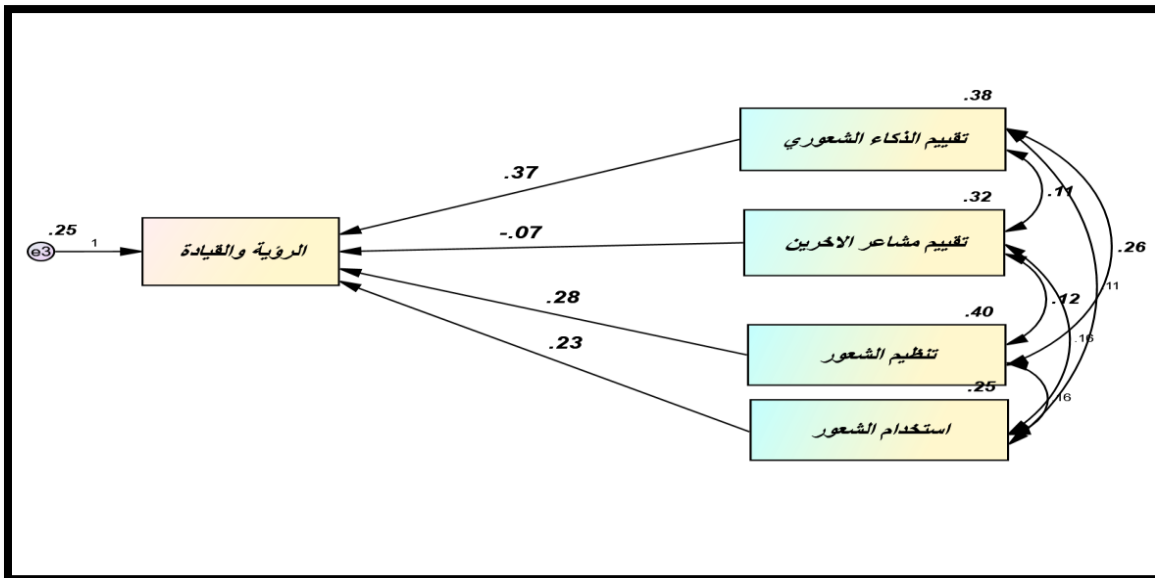 .38
تقييم الذكاء الشعوري
.37
.11
.32
.25
1
e3
الرؤية والقيادة
-.07
تقييم مشاعر الاخرين
.26
11
.28
.12
.16
.40
.23
تنظيم الشعور
.25
16
استخدام الشعور